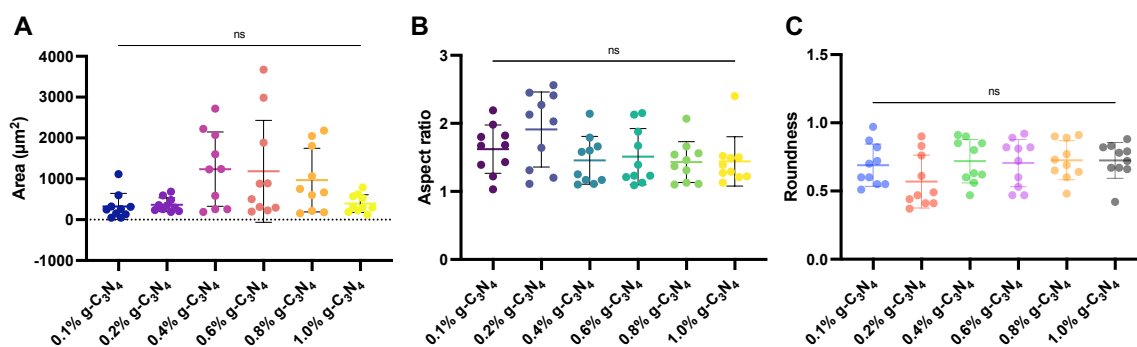 A
ns
Area (µm²)
4000
3000
2000
1000
0
-1000
0.1% g-C₃N₄
0.2% g-C₃N₄
0.4% g-C₃N₄
0.6% g-C₃N₄
0.8% g-C₃N₄
1.0% g-C₃N₄
B
ns
Aspect ratio
3
2
1
0
0.1% g-C₃N₄
0.2% g-C₃N₄
0.4% g-C₃N₄
0.6% g-C₃N₄
0.8% g-C₃N₄
1.0% g-C₃N₄
C
ns
Roundness
1.5
1.0
0.5
0.0
0.1% g-C₃N₄
0.2% g-C₃N₄
0.4% g-C₃N₄
0.6% g-C₃N₄
0.8% g-C₃N₄
1.0% g-C₃N₄